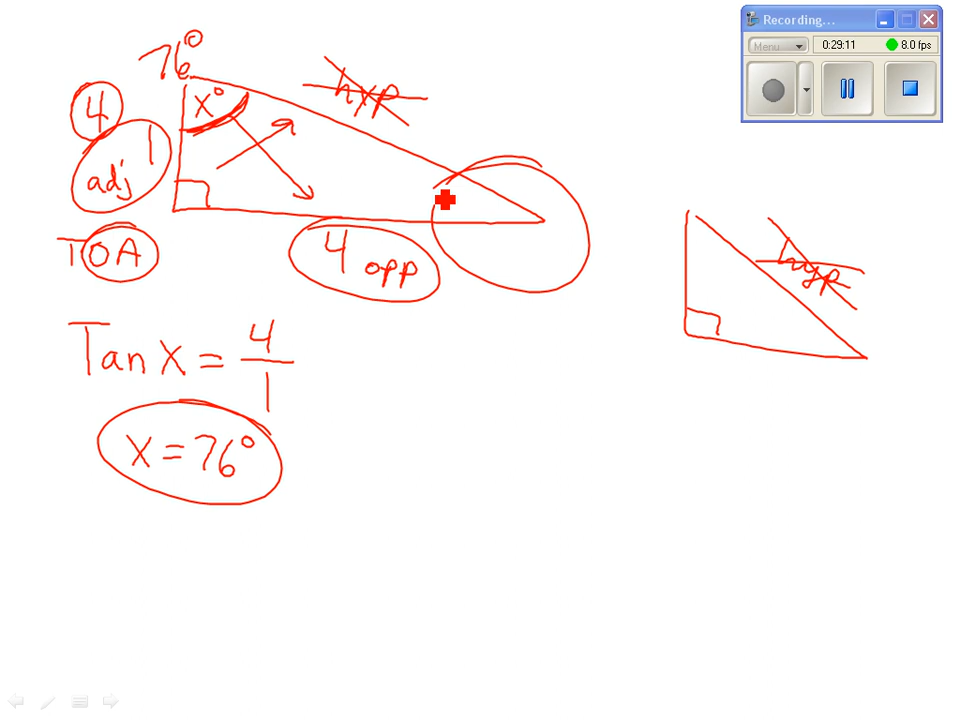 Recording...
Menu
0:29:11
8.0 fps
76°
hyp
4
x°
1
adj
TOA
4 opp
hyp
Tan x = 4/1
x = 76°